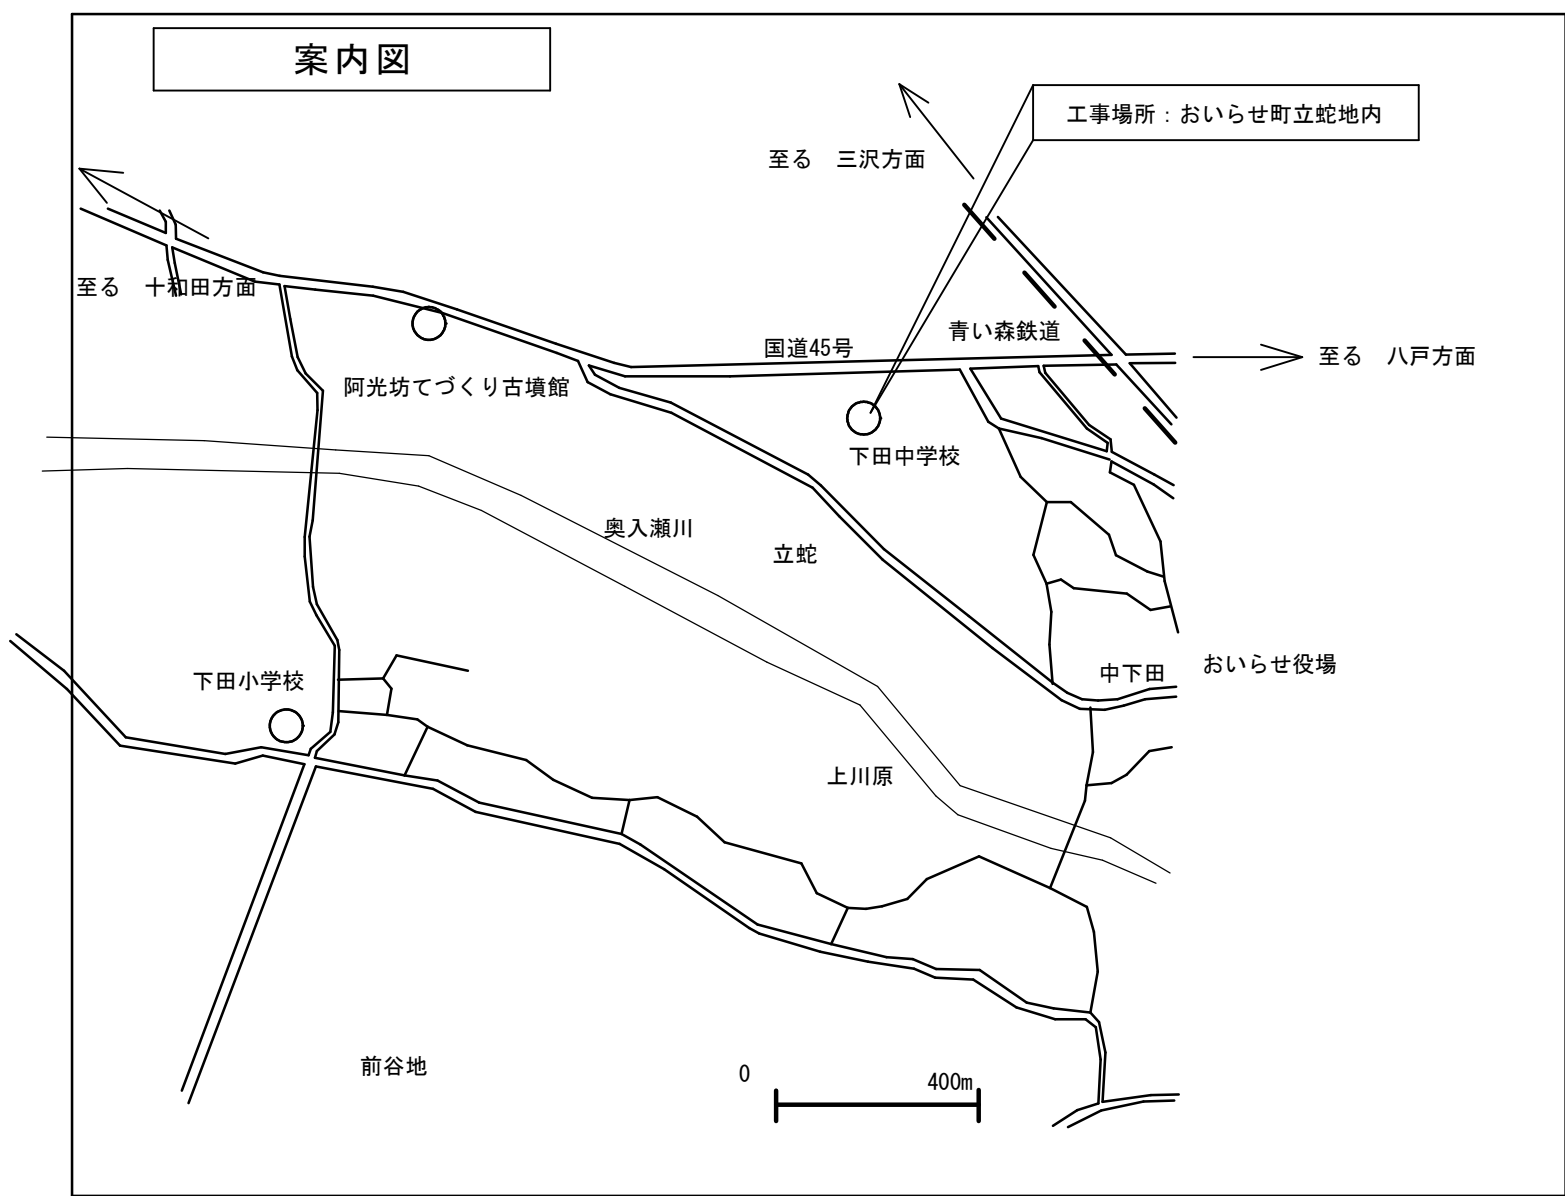 案内図
工事場所：おいらせ町立蛇地内
至る　三沢方面
至る　十和田方面
青い森鉄道
国道45号
至る　八戸方面
阿光坊てづくり古墳館
下田中学校
奥入瀬川
立蛇
下田小学校
中下田
おいらせ役場
上川原
前谷地
0
400m